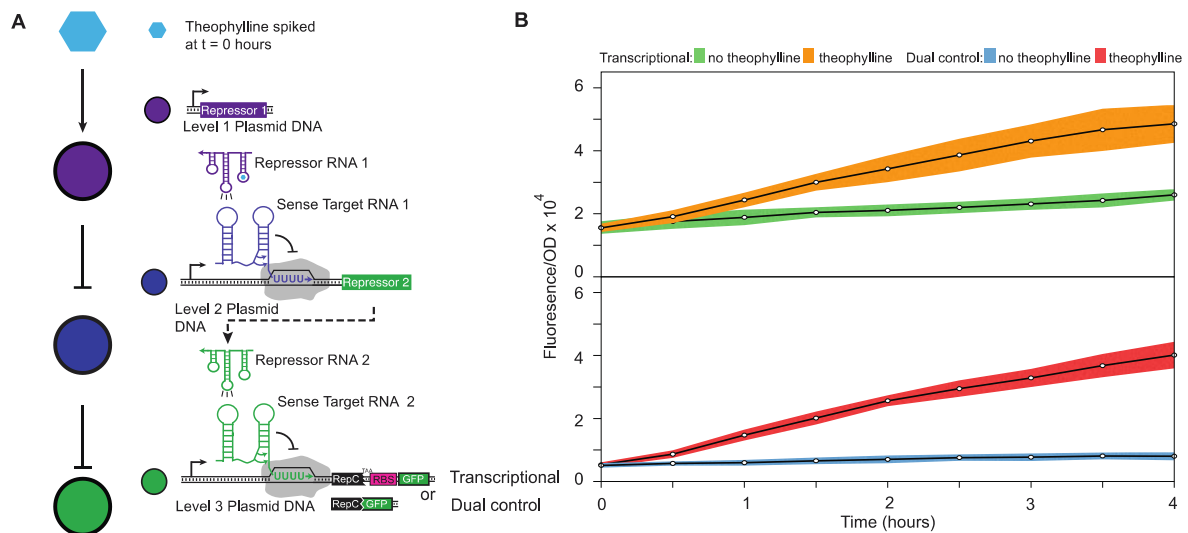 A
Theophylline spiked
at t = 0 hours
Repressor 1
Level 1 Plasmid DNA
Repressor RNA 1
Sense Target RNA 1
UUUU
Repressor 2
Level 2 Plasmid
DNA
Repressor RNA 2
Sense Target RNA 2
UUUU
TAA
RepC RBS GFP
Transcriptional
or
Level 3 Plasmid DNA
RepC GFP
Dual control
B
Transcriptional: no theophylline theophylline Dual control: no theophylline theophylline
6
4
2
0
6
4
2
0
Fluoresence/OD x 10⁴
0 1 2 3 4
Time (hours)